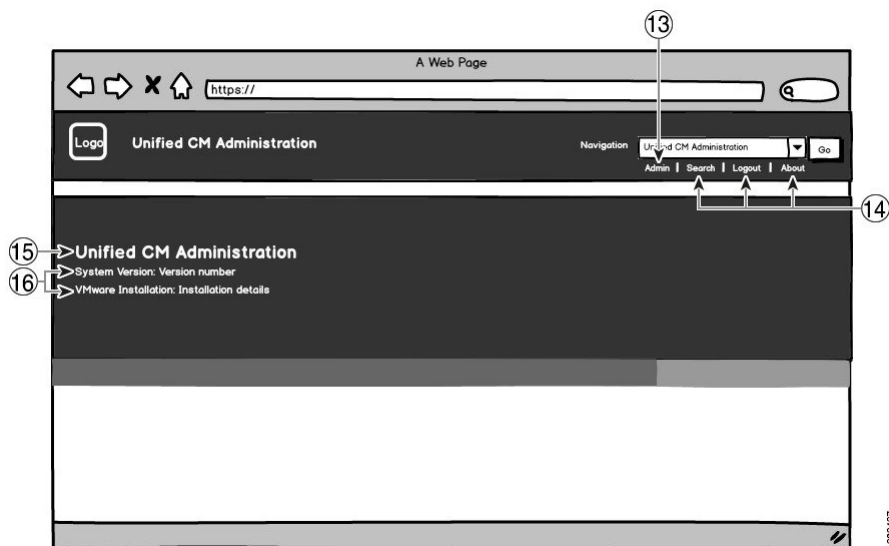 13
A Web Page
https://
Logo
Unified CM Administration
Navigation
Unified CM Administration
Go
Admin | Search | Logout | About
14
15
Unified CM Administration
16
System Version: Version number
VMware Installation: Installation details